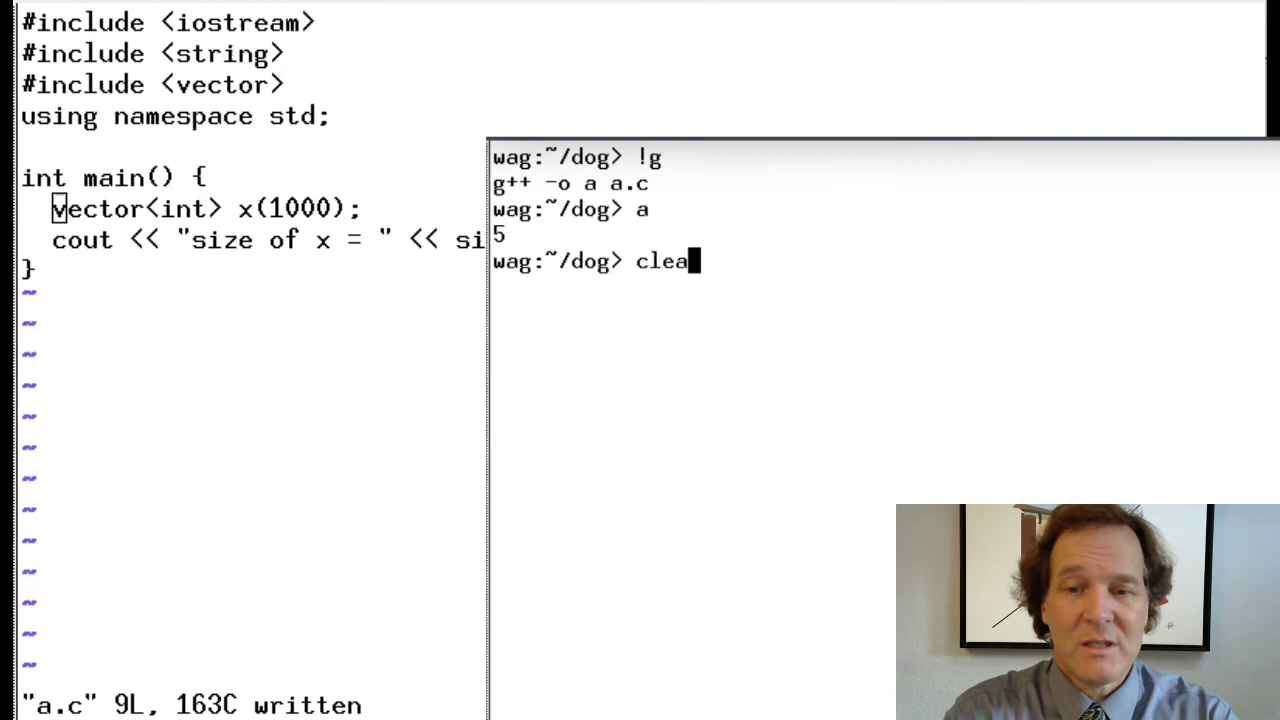 #include <iostream>
#include <string>
#include <vector>
using namespace std;
int main() {
vector<int> x(1000);
cout << "size of x = " << si
}
~
~
~
~
~
~
~
~
~
~
~
~
~
"a.c" 9L, 163C written
wag:~/dog> !g
g++ -o a a.c
wag:~/dog> a
5
wag:~/dog> clea